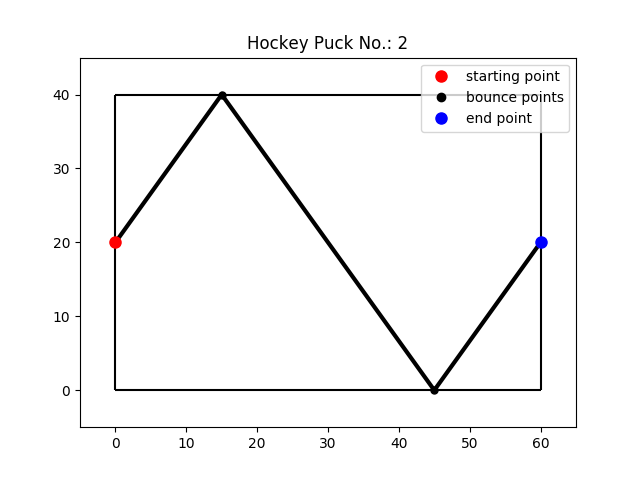 Hockey Puck No.: 2
starting point
bounce points
end point
40
30
20
10
0
0 10 20 30 40 50 60